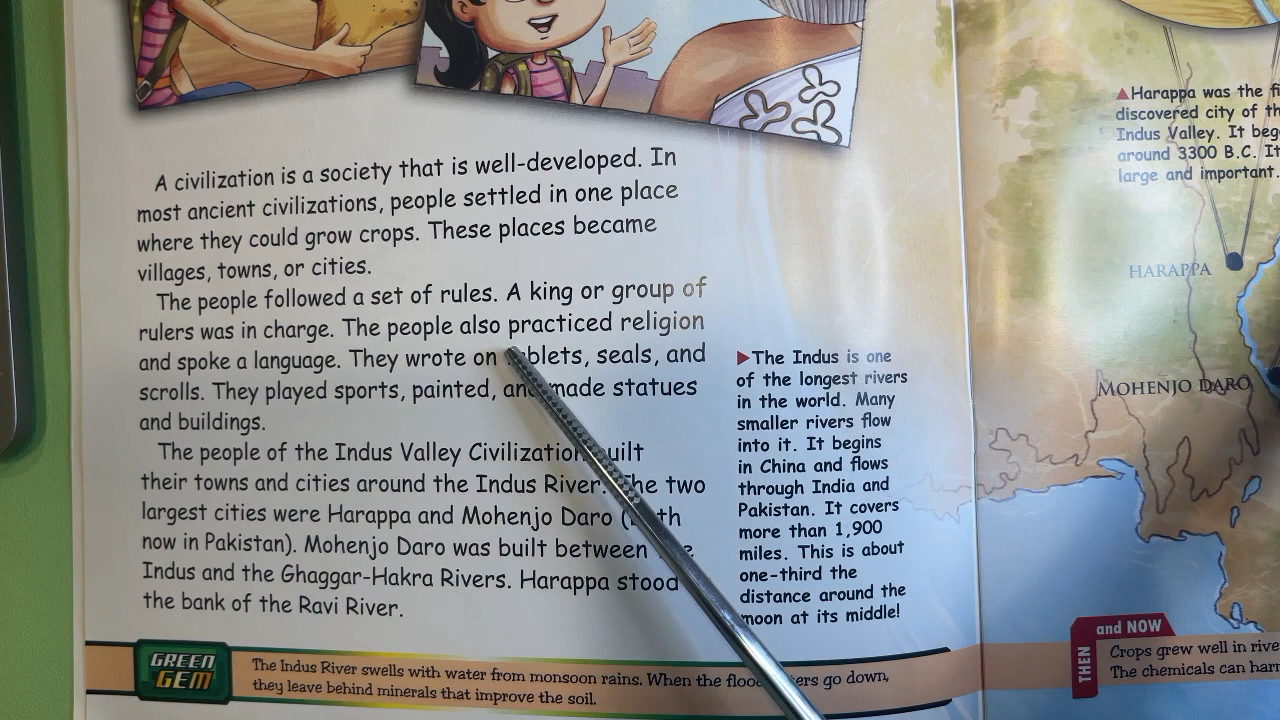 A civilization is a society that is well-developed. In
most ancient civilizations, people settled in one place
where they could grow crops. These places became
villages, towns, or cities.
The people followed a set of rules. A king or group of
rulers was in charge. The people also practiced religion
and spoke a language. They wrote on seals, and
scrolls. They played sports, painted, made statues
and buildings.
The people of the Indus Valley Civilization
their towns and cities around the Indus River. two
largest cities were Harappa and Mohenjo Daro
now in Pakistan). Mohenjo Daro was built between
Indus and the Ghaggar-Hakra Rivers. Harappa stood
the bank of the Ravi River.
▶The Indus is one
of the longest rivers
in the world. Many
smaller rivers flow
into it. It begins
in China and flows
through India and
Pakistan. It covers
more than 1,900
miles. This is about
one-third the
distance around the
moon at its middle!
GREEN
GEM
The Indus River swells with water from monsoon rains. When the go down,
they leave behind minerals that improve the soil.
▲Harappa was the
discovered city of
Indus Valley. It
around 3300 B.C. It
large and important.
HARAPPA
MOHENJO DARO
THEN
and NOW
Crops grew well in
The chemicals can